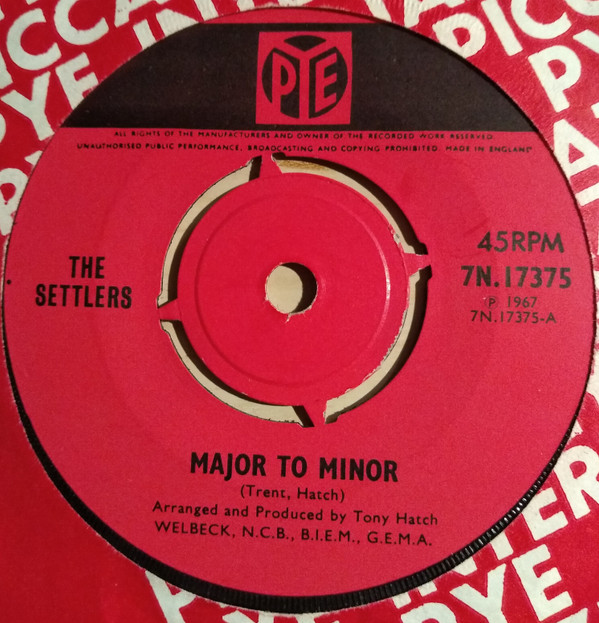 PYE
ALL RIGHTS OF THE MANUFACTURERS AND OWNER OF THE RECORDED WORK RESERVED.
UNAUTHORISED PUBLIC PERFORMANCE, BROADCASTING AND COPYING PROHIBITED. MADE IN ENGLAND
THE
SETTLERS
45RPM
7N.17375
℗ 1967
7N.17375-A
MAJOR TO MINOR
(Trent, Hatch)
Arranged and Produced by Tony Hatch
WELBECK, N.C.B., B.I.E.M., G.E.M.A.
PYE